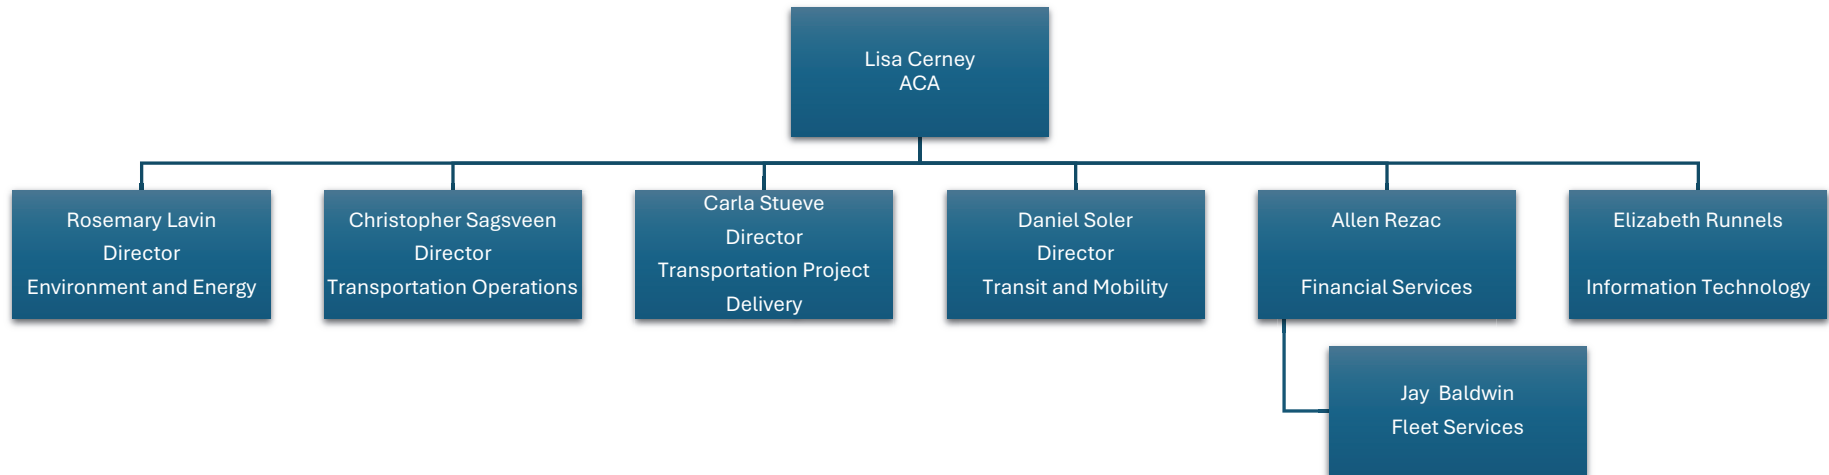 Lisa Cerney
ACA
Rosemary Lavin
Director
Environment and Energy
Christopher Sagsveen
Director
Transportation Operations
Carla Stueve
Director
Transportation Project
Delivery
Daniel Soler
Director
Transit and Mobility
Allen Rezac
Financial Services
Elizabeth Runnels
Information Technology
Jay  Baldwin
Fleet Services